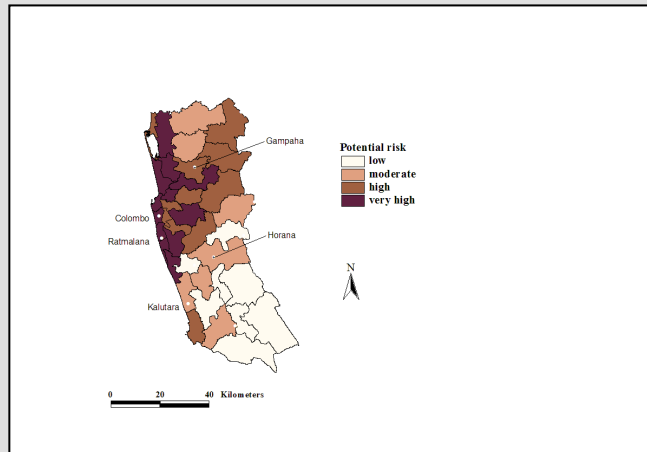 Gampaha
Potential risk
low
moderate
high
very high
Colombo
Ratmalana
Horana
N
Kalutara
0 20 40 Kilometers